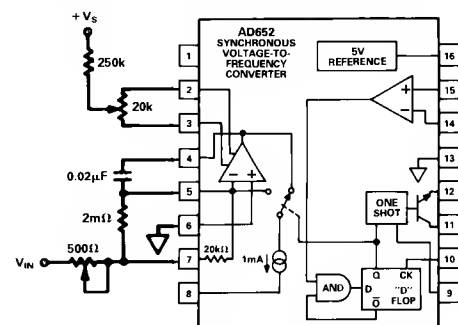 + VS
250k
20k
0.02µF
2mΩ
500Ω
VIN
1
2
3
4
5
6
7
8
AD652
SYNCHRONOUS
VOLTAGE-TO-
FREQUENCY
CONVERTER
5V
REFERENCE
16
15
14
13
12
11
10
9
+
−
− +
20kΩ
1mA
ONE
SHOT
AND
Q CK
D "D"
Q̅ FLOP